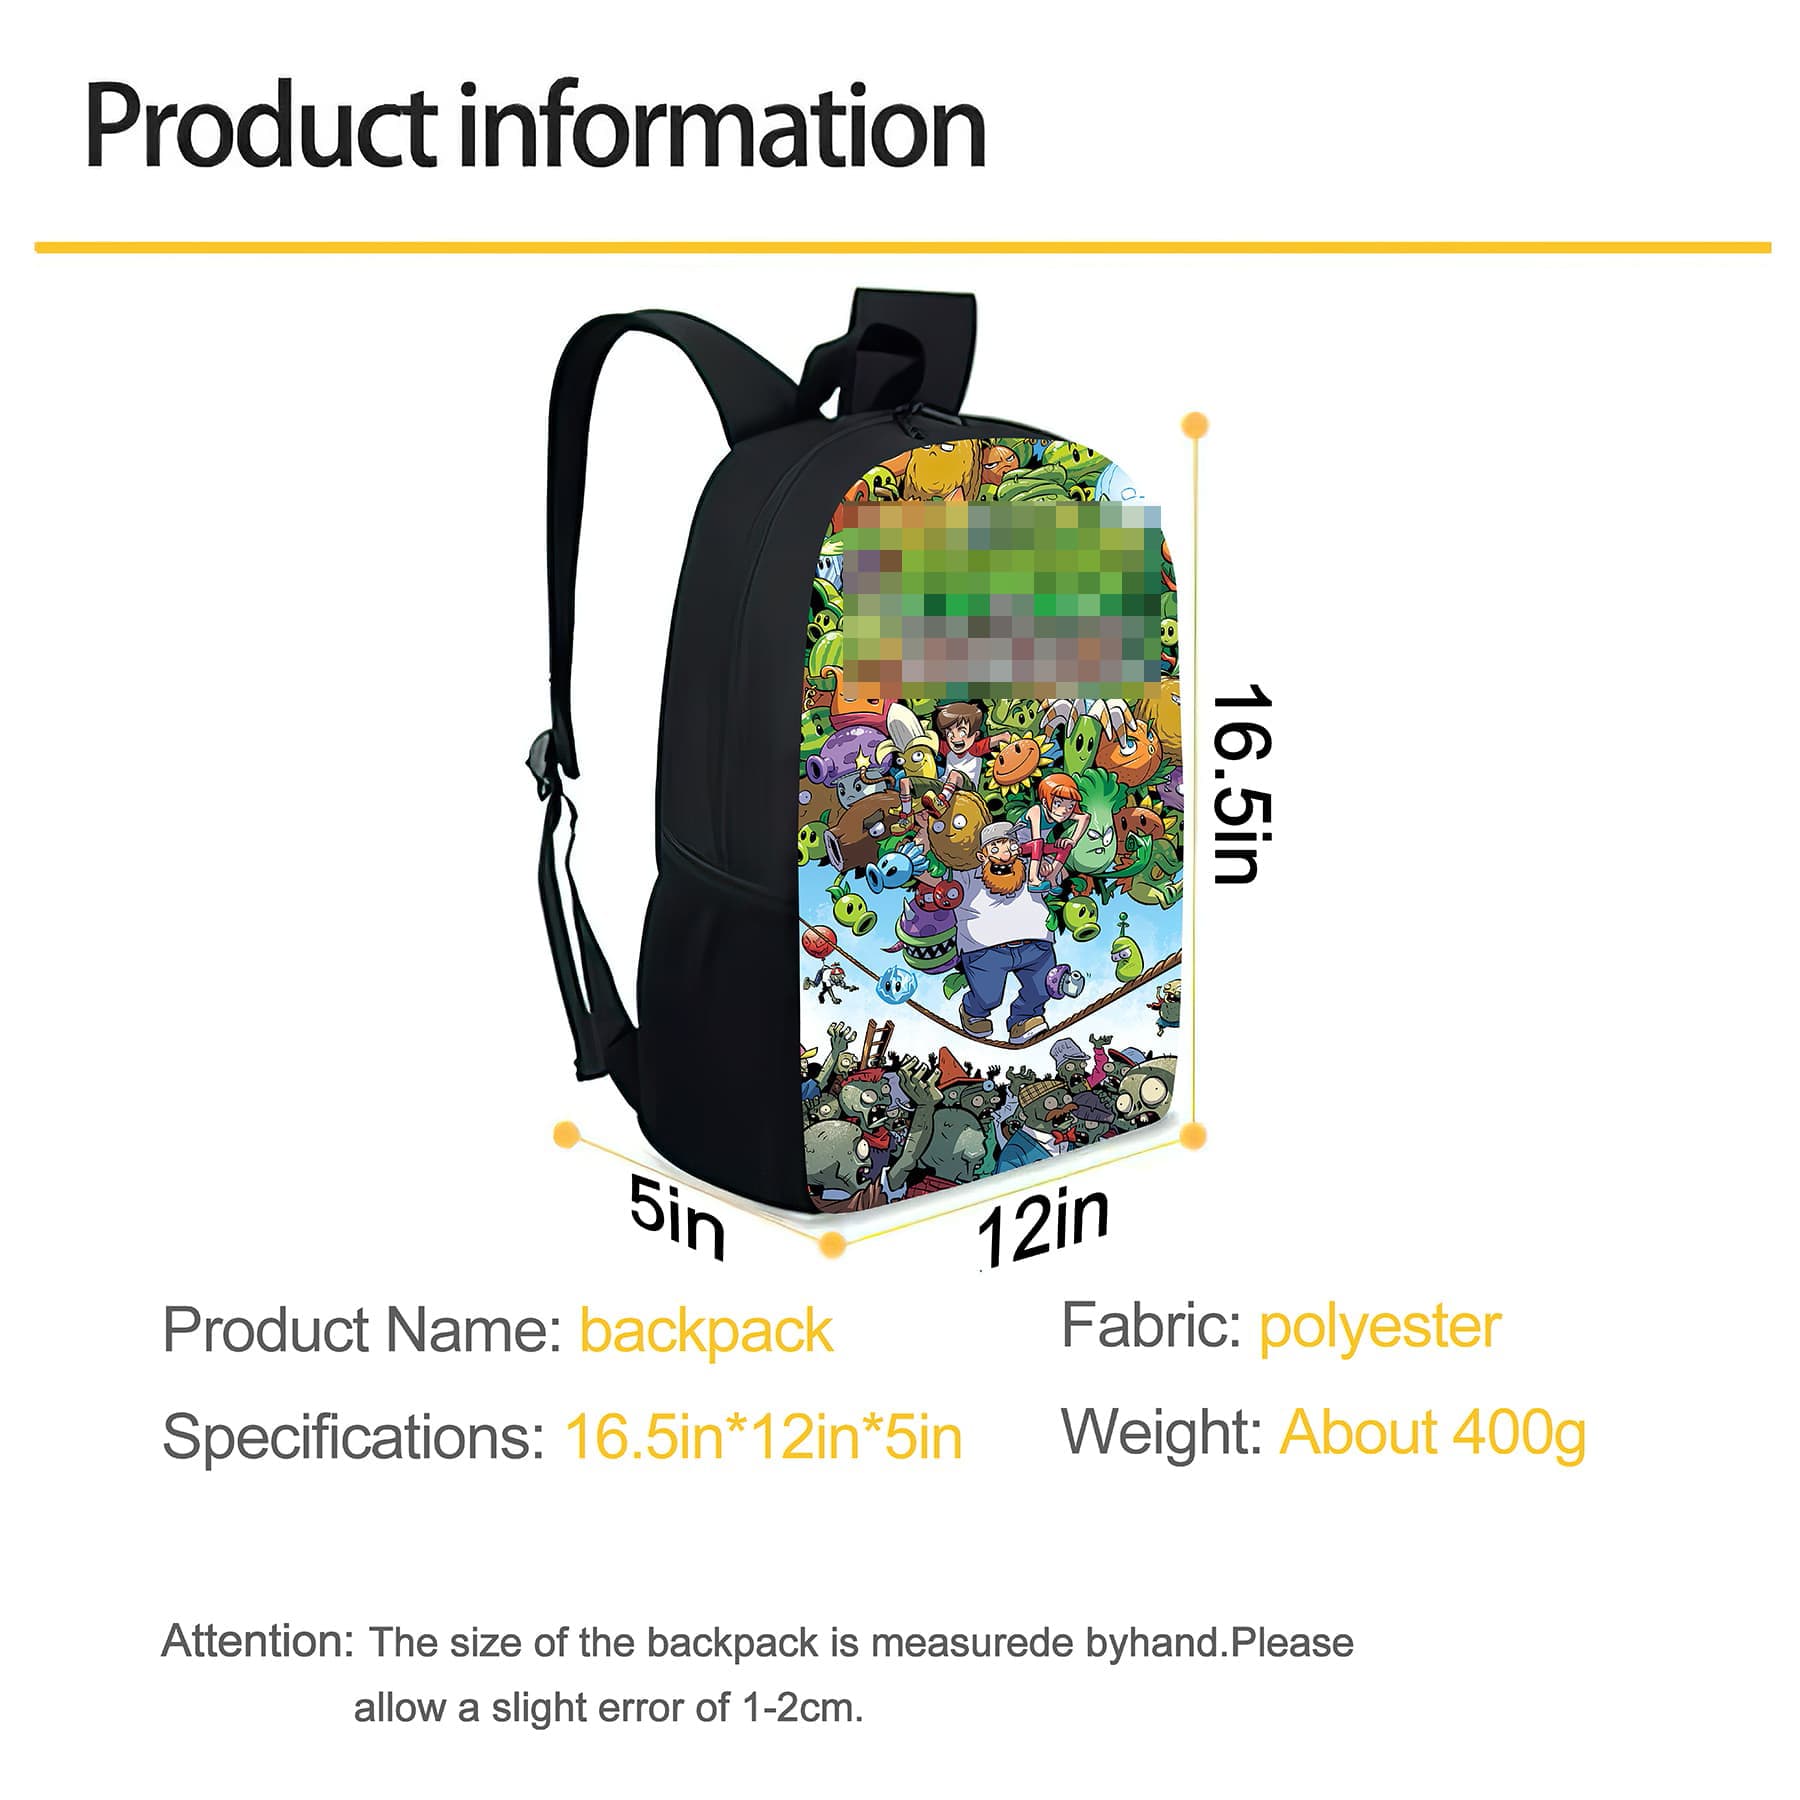 Product information
16.5in
5in
12in
Product Name: backpack
Fabric: polyester
Specifications: 16.5in*12in*5in
Weight: About 400g
Attention: The size of the backpack is measurede byhand.Please
allow a slight error of 1-2cm.